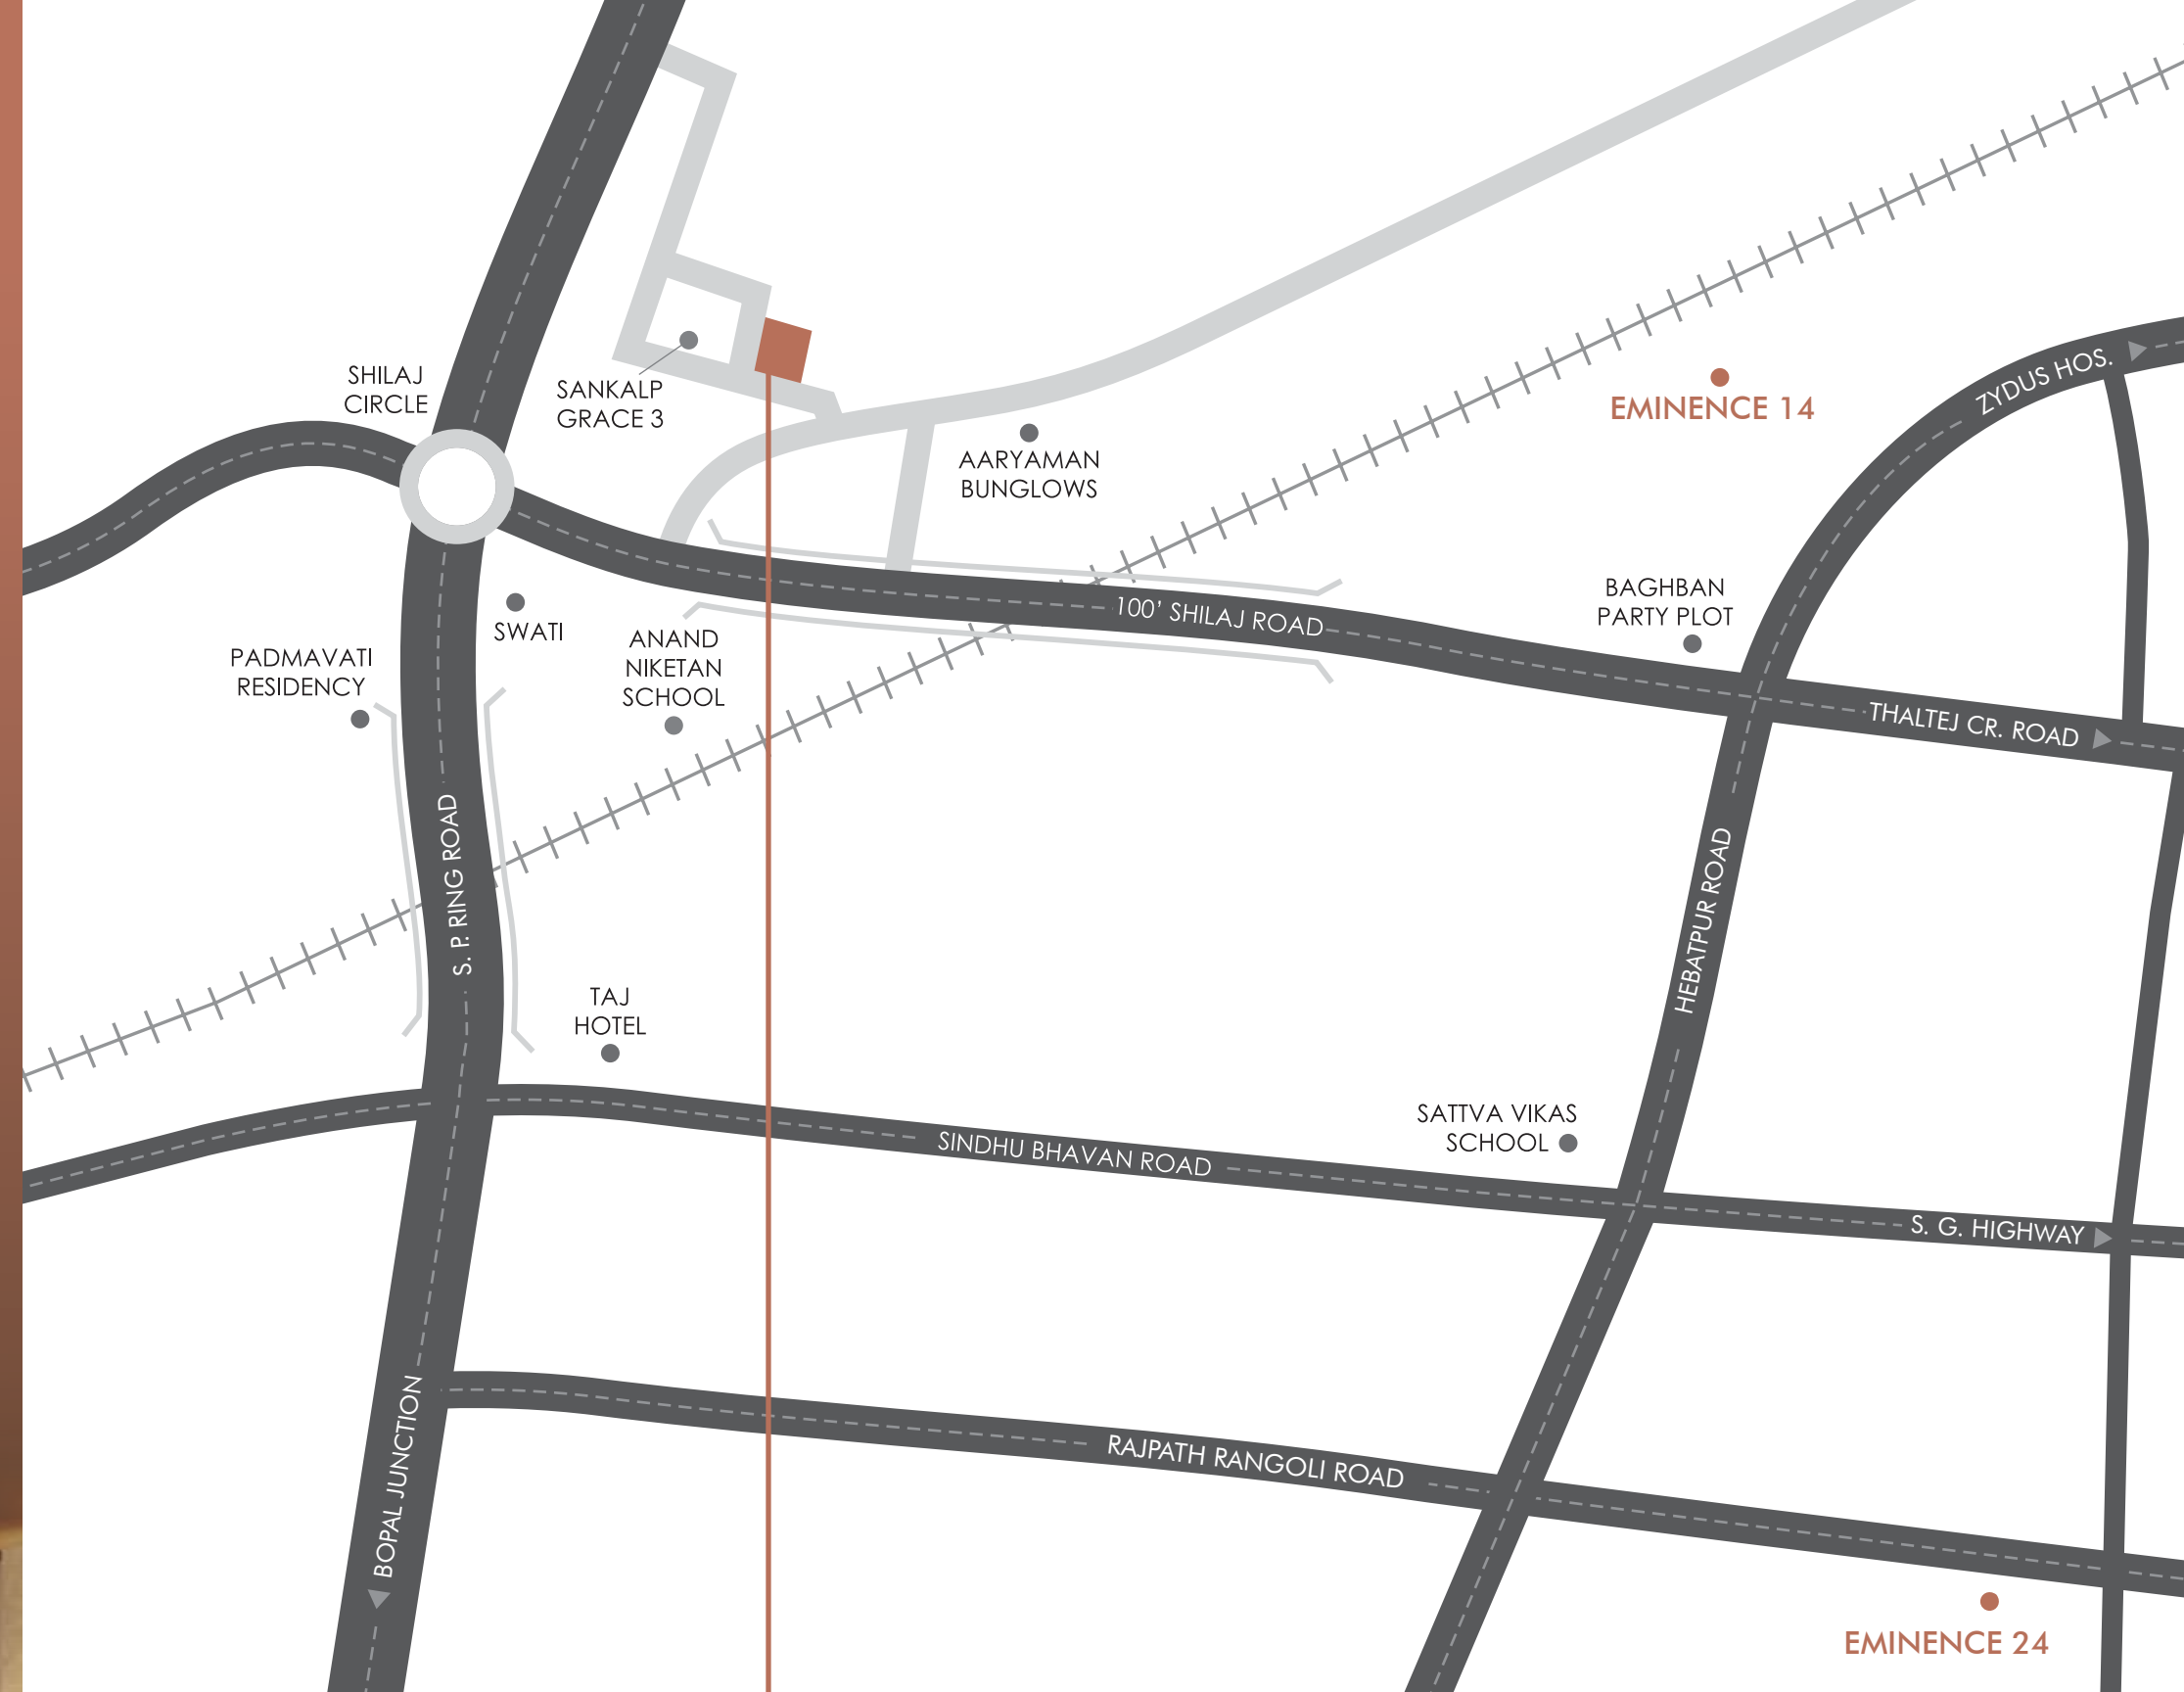 ZYDUS HOS.
SHILAJ
CIRCLE
SANKALP
GRACE 3
EMINENCE 14
AARYAMAN
BUNGLOWS
BAGHBAN
PARTY PLOT
100' SHILAJ ROAD
SWATI
ANAND
NIKETAN
SCHOOL
PADMAVATI
RESIDENCY
THALTEJ CR. ROAD
S. P. RING ROAD
HEBATPUR ROAD
TAJ
HOTEL
SATTVA VIKAS
SCHOOL
SINDHU BHAVAN ROAD
S. G. HIGHWAY
BOPAL JUNCTION
RAJPATH RANGOLI ROAD
EMINENCE 24